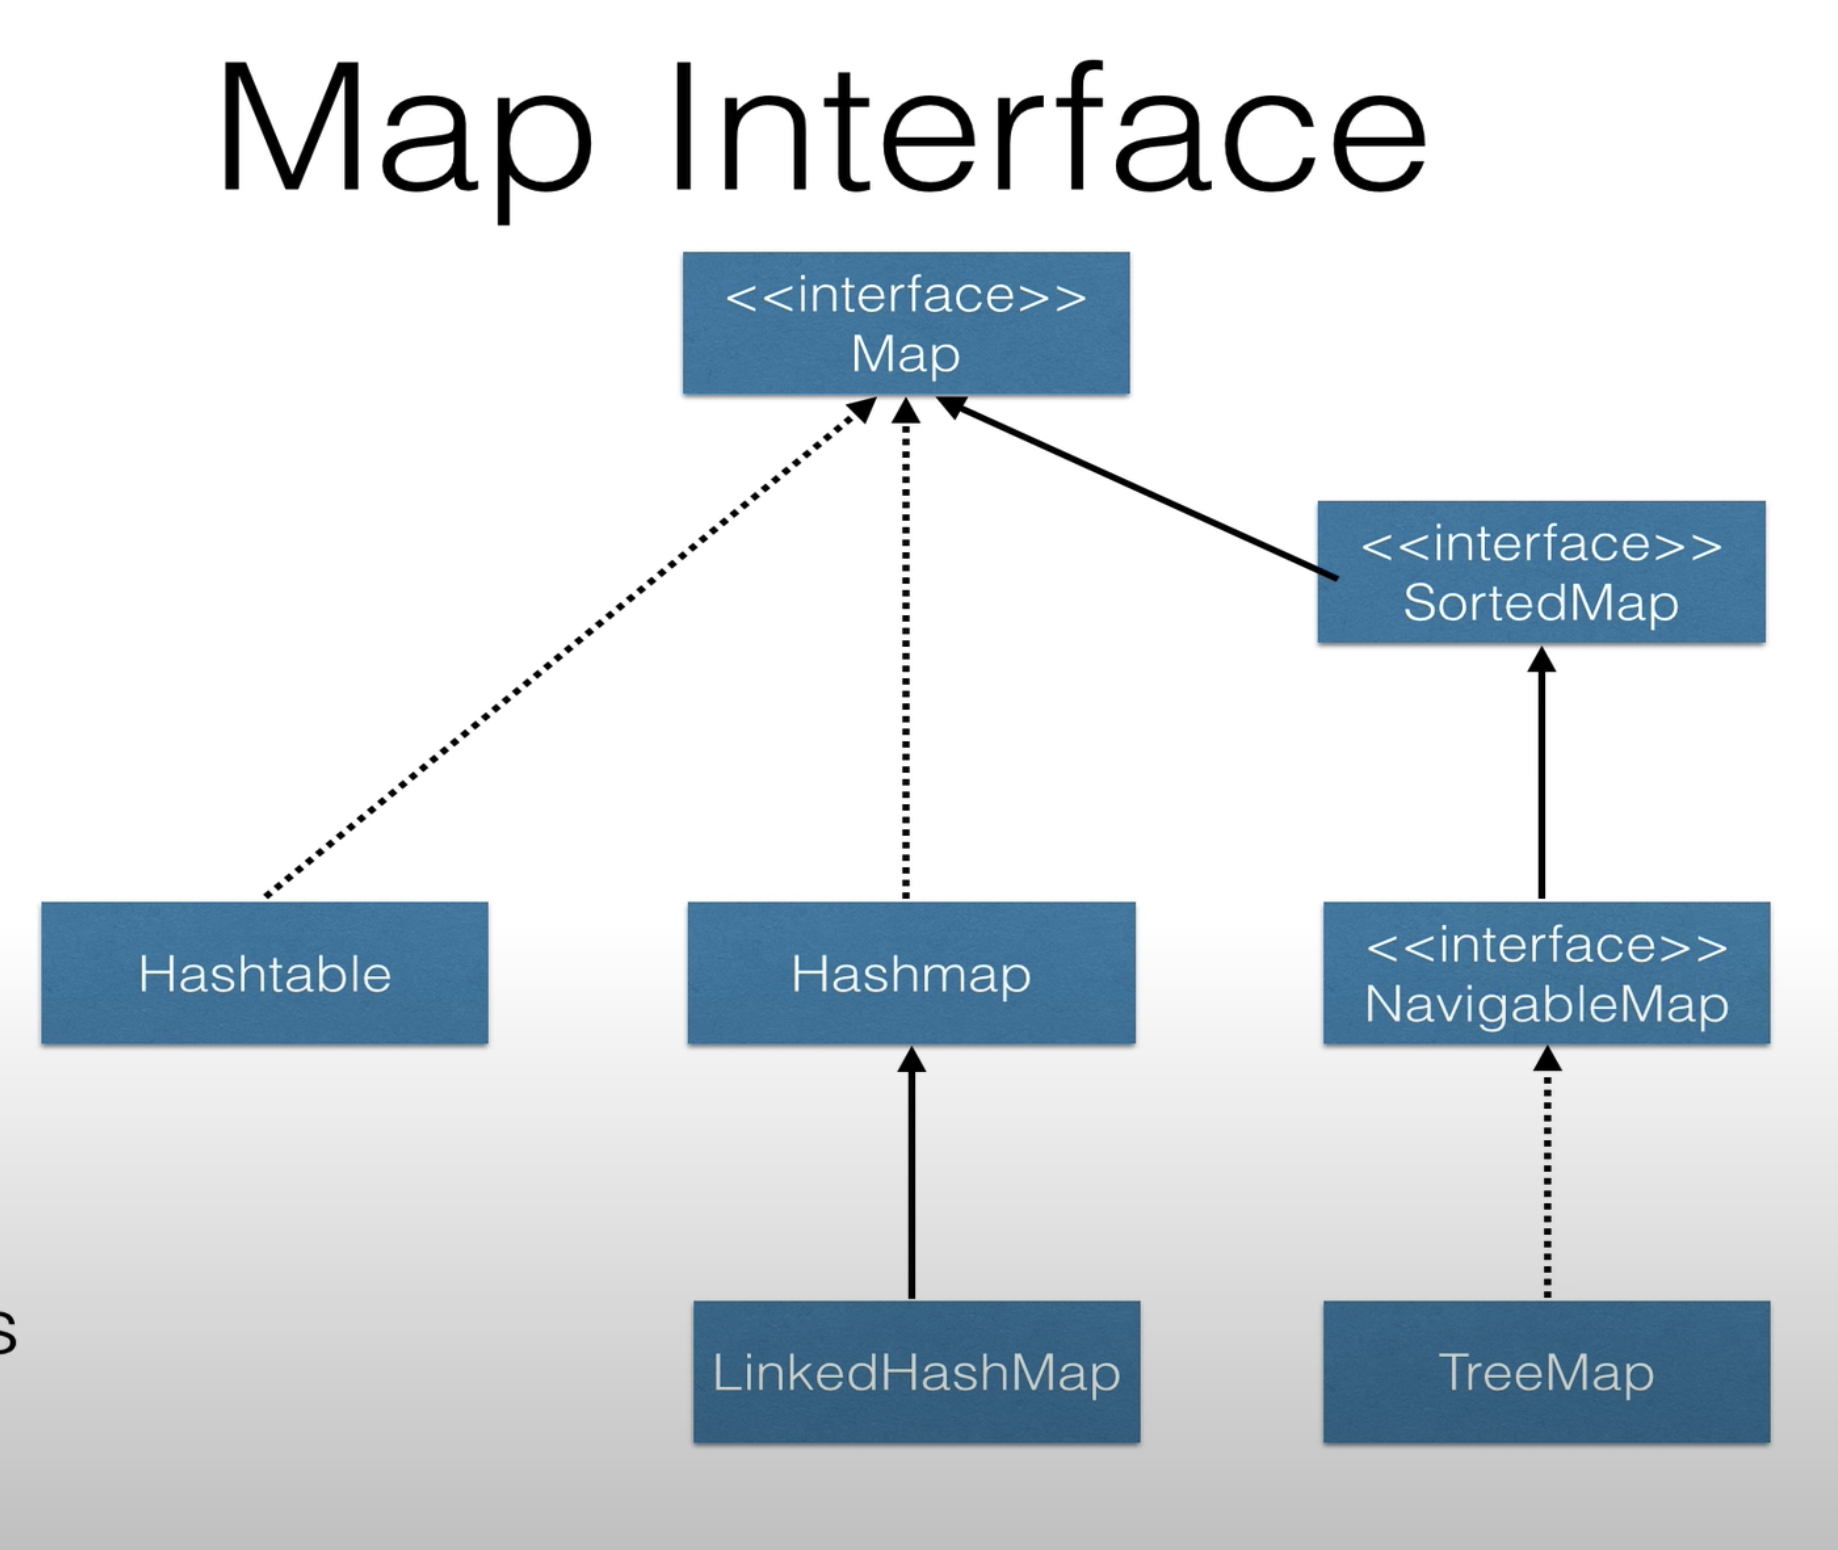 Map Interface
<<interface>>
Map
<<interface>>
SortedMap
Hashtable
Hashmap
<<interface>>
NavigableMap
s
LinkedHashMap
TreeMap